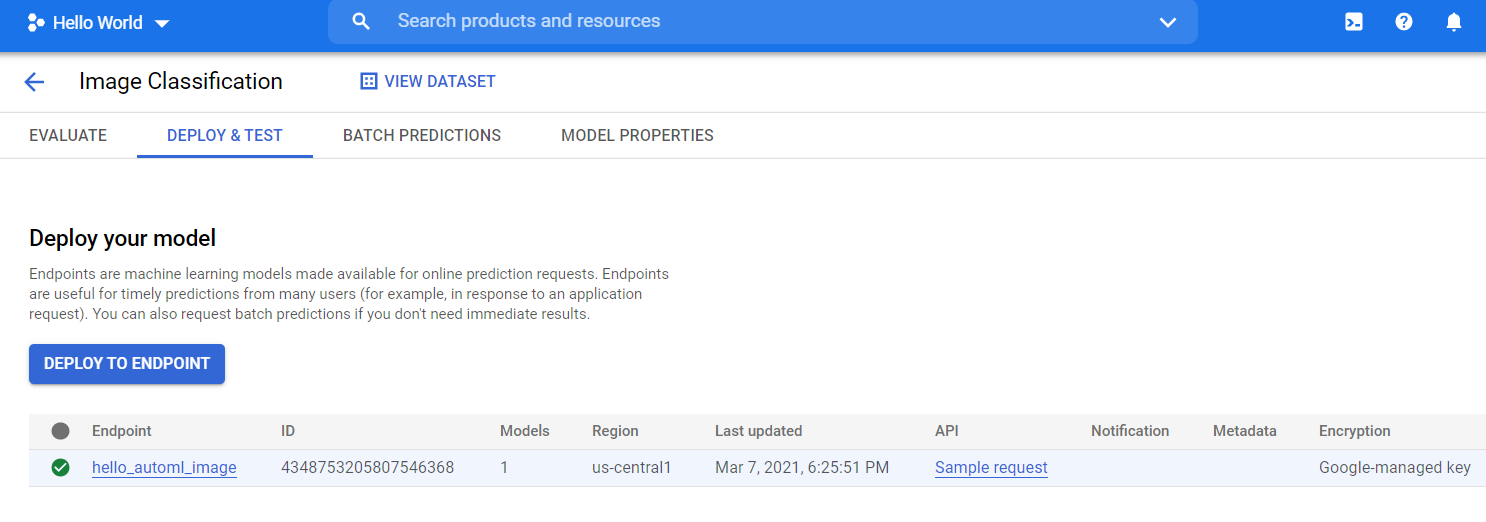 Hello World Search products and resources
Image Classification VIEW DATASET
EVALUATE DEPLOY & TEST BATCH PREDICTIONS MODEL PROPERTIES
Deploy your model
Endpoints are machine learning models made available for online prediction requests. Endpoints
are useful for timely predictions from many users (for example, in response to an application
request). You can also request batch predictions if you don't need immediate results.
DEPLOY TO ENDPOINT
Endpoint ID Models Region Last updated API Notification Metadata Encryption
hello_automl_image 4348753205807546368 1 us-central1 Mar 7, 2021, 6:25:51 PM Sample request Google-managed key